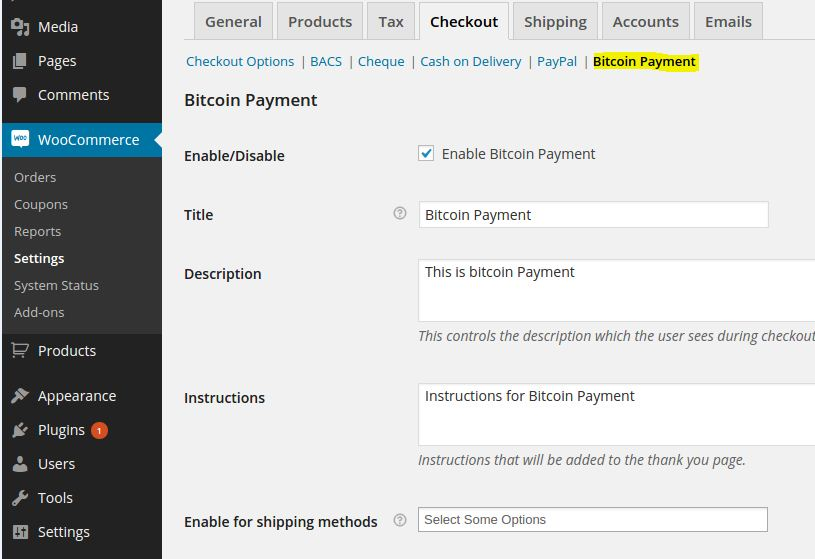 General Products Tax Checkout Shipping Accounts Emails
Checkout Options | BACS | Cheque | Cash on Delivery | PayPal | Bitcoin Payment
Media
Pages
Comments
Woo WooCommerce
Orders
Coupons
Reports
Settings
System Status
Add-ons
Products
Appearance
Plugins 1
Users
Tools
Settings
Bitcoin Payment
Enable/Disable Enable Bitcoin Payment
Title ? Bitcoin Payment
Description This is bitcoin Payment
This controls the description which the user sees during checkout
Instructions Instructions for Bitcoin Payment
Instructions that will be added to the thank you page.
Enable for shipping methods ? Select Some Options